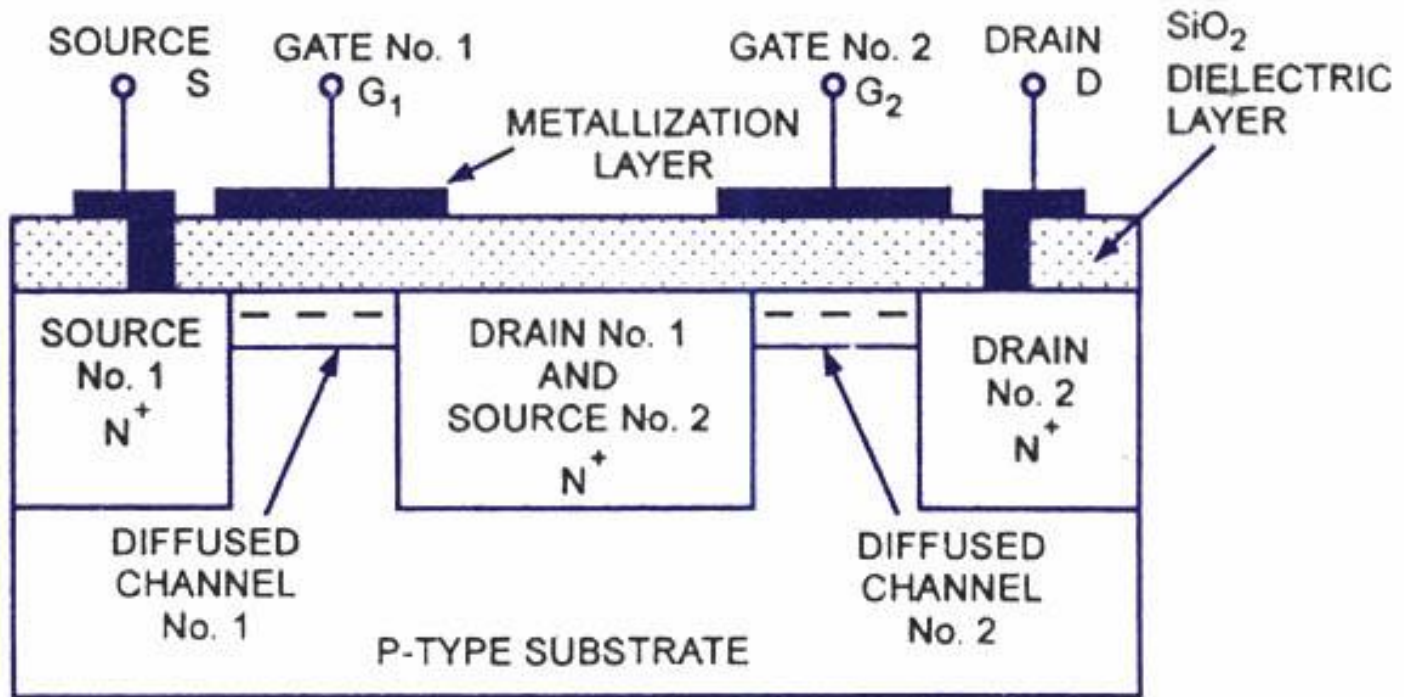 SOURCE
S
GATE No. 1
G₁
GATE No. 2
G₂
DRAIN
D
SiO₂
DIELECTRIC
LAYER
METALLIZATION
LAYER
SOURCE
No. 1
N⁺
DRAIN No. 1
AND
SOURCE No. 2
N⁺
DRAIN
No. 2
N⁺
DIFFUSED
CHANNEL
No. 1
DIFFUSED
CHANNEL
No. 2
P-TYPE SUBSTRATE